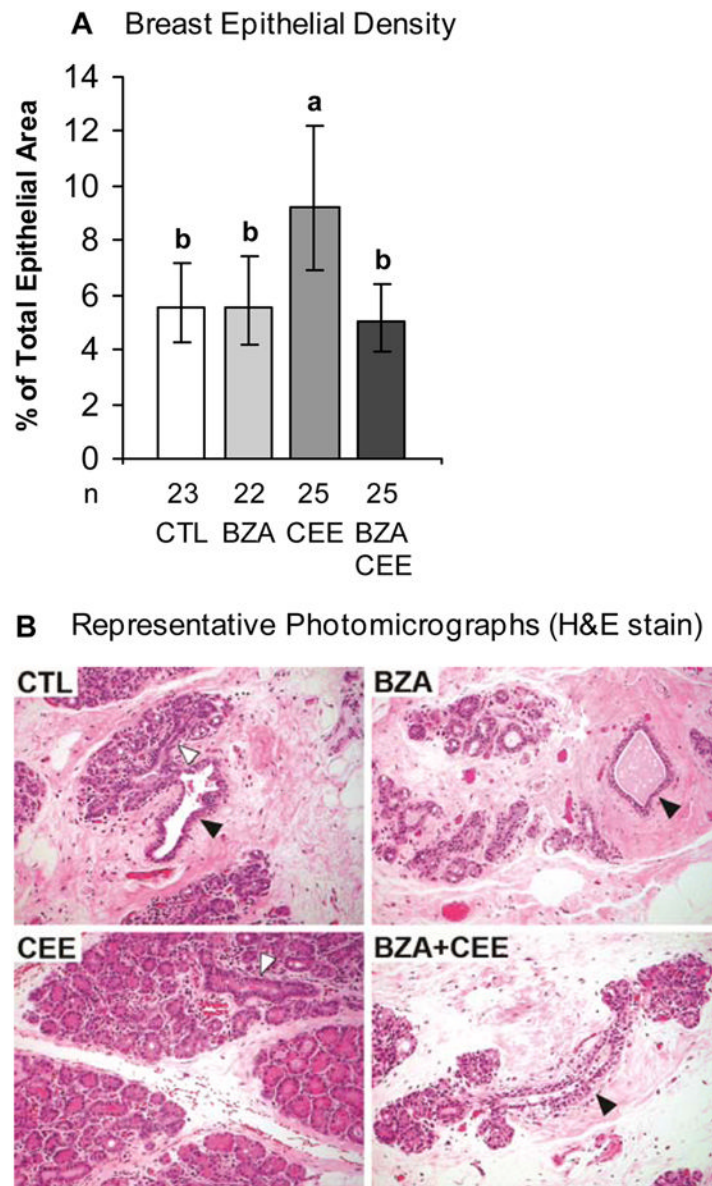 A Breast Epithelial Density
% of Total Epithelial Area
14
12
10
8
6
4
2
0
b
b
a
b
n 23 22 25 25
CTL BZA CEE BZA
CEE
B Representative Photomicrographs (H&E stain)
CTL
BZA
CEE
BZA+CEE